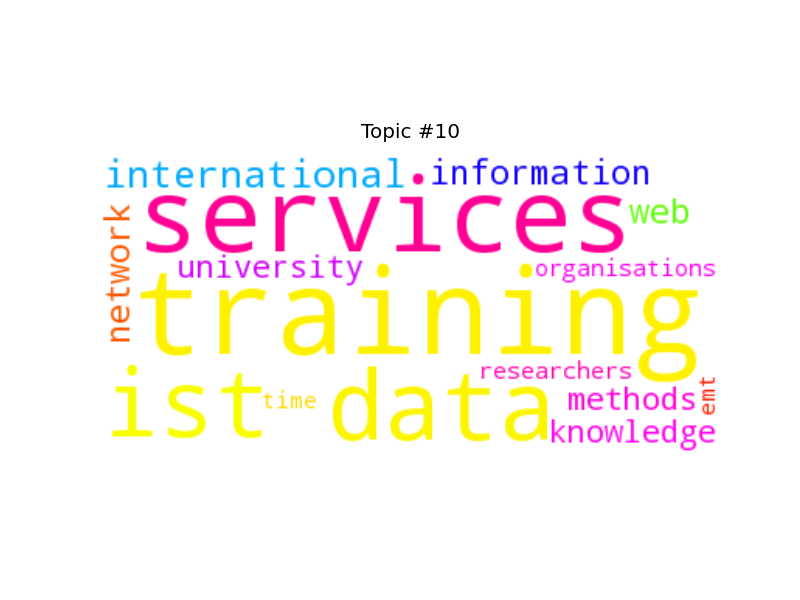 Topic #10
international information
services web
network
university organisations
training
researchers
ist time data methods emt
knowledge